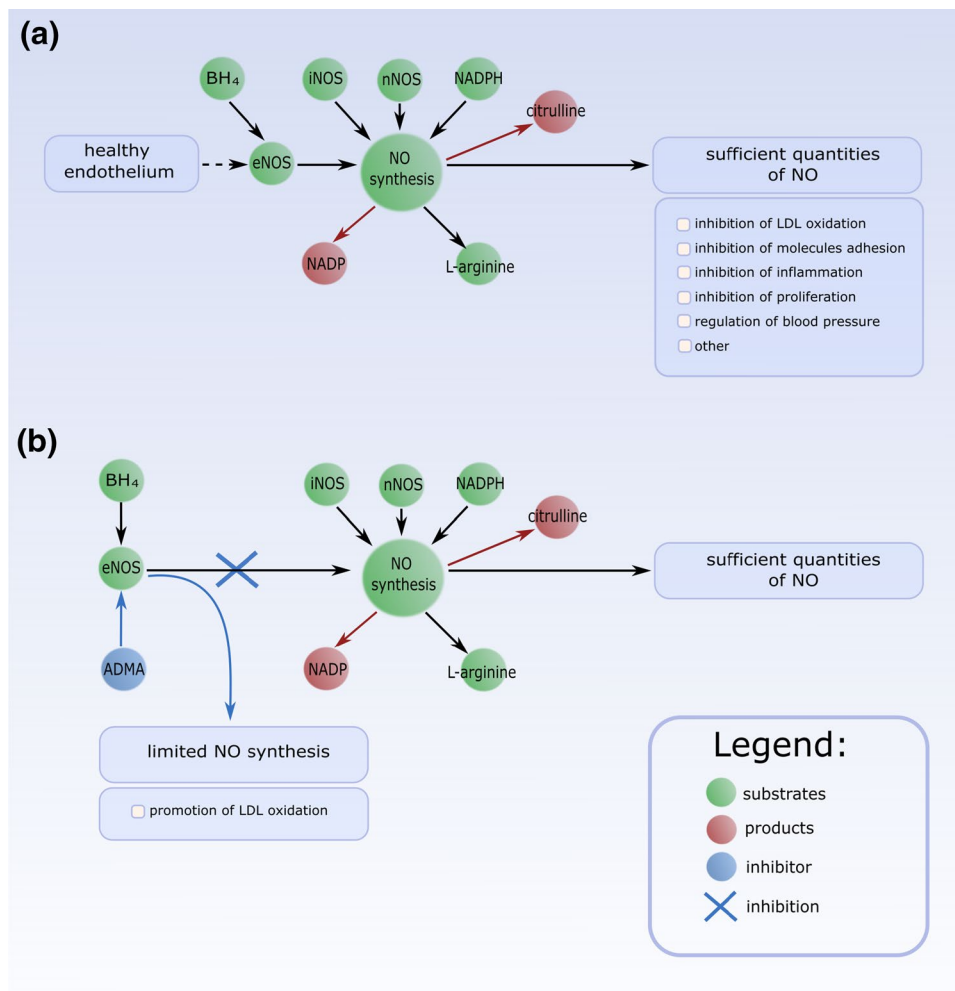 (a)
BH₄
iNOS
nNOS
NADPH
citrulline
healthy
endothelium
eNOS
NO
synthesis
sufficient quantities
of NO
NADP
L-arginine
inhibition of LDL oxidation
inhibition of molecules adhesion
inhibition of inflammation
inhibition of proliferation
regulation of blood pressure
other
(b)
BH₄
iNOS
nNOS
NADPH
citrulline
eNOS
NO
synthesis
sufficient quantities
of NO
ADMA
NADP
L-arginine
limited NO synthesis
promotion of LDL oxidation
Legend:
substrates
products
inhibitor
inhibition